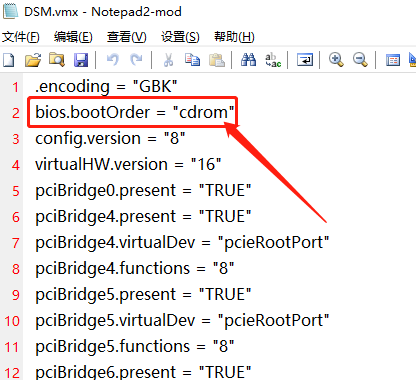 DSM.vmx - Notepad2-mod
文件(F) 编辑(E) 查看(V) 设置(S) 帮助(?)
1 .encoding = "GBK"
2 bios.bootOrder = "cdrom"
3 config.version = "8"
4 virtualHW.version = "16"
5 pciBridge0.present = "TRUE"
6 pciBridge4.present = "TRUE"
7 pciBridge4.virtualDev = "pcieRootPort"
8 pciBridge4.functions = "8"
9 pciBridge5.present = "TRUE"
10 pciBridge5.virtualDev = "pcieRootPort"
11 pciBridge5.functions = "8"
12 pciBridge6.present = "TRUE"